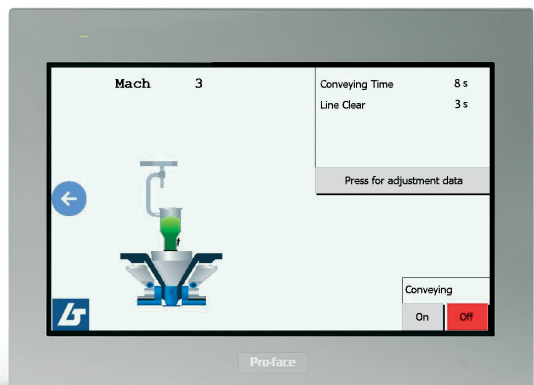 Mach 3
Conveying Time 8 s
Line Clear 3 s
Press for adjustment data
Conveying
On Off
Pro-face